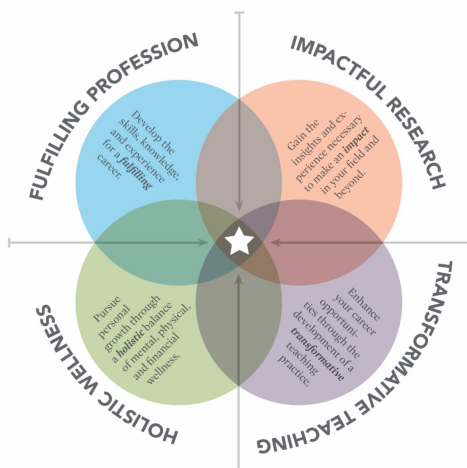 FULFILLING PROFESSION
IMPACTFUL RESEARCH
Develop the
skills, knowledge,
and experience
for a fulfilling
career.
Gain the
insights and ex-
perience necessary
to make an impact
in your field and
beyond.
Pursue
personal
growth through
a holistic balance
of mental, physical,
and financial
wellness.
Enhance
your career
opportuni-
ties through the
development of a
transformative
teaching
practice.
HOLISTIC WELLNESS
TRANSFORMATIVE TEACHING